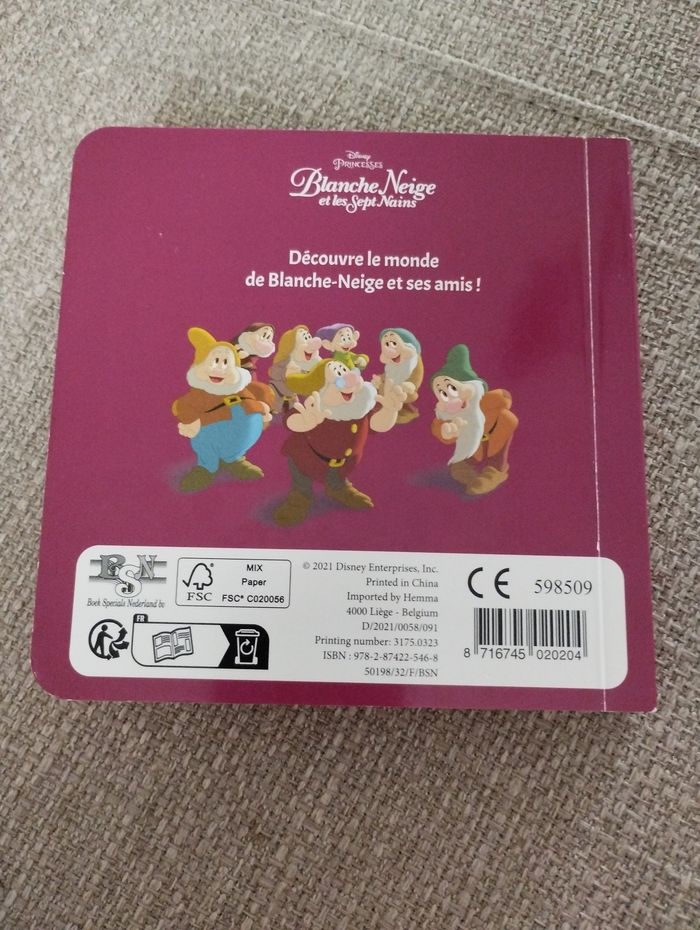 Disney
PRINCESSES
Blanche Neige
et les Sept Nains
Découvre le monde
de Blanche-Neige et ses amis !
BSN
Boek Specials Nederland bv
FSC
MIX
Paper
FSC® C020056
© 2021 Disney Enterprises, Inc.
Printed in China
Imported by Hemma
4000 Liège - Belgium
D/2021/0058/091
Printing number: 3175.0323
ISBN : 978-2-87422-546-8
50198/32/F/BSN
CE
598509
8 716745 020204
FR